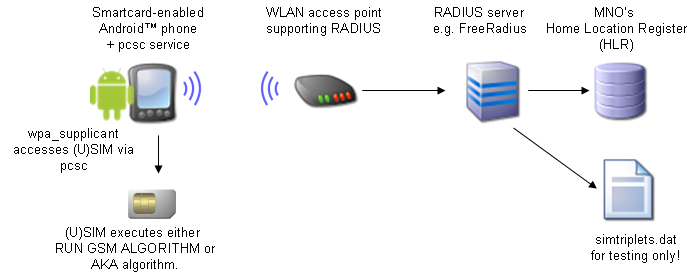 Smartcard-enabled
Android™ phone
+ pcsc service
WLAN access point
supporting RADIUS
RADIUS server
e.g. FreeRadius
MNO's
Home Location Register
(HLR)
wpa_supplicant
accesses (U)SIM via
pcsc
(U)SIM executes either
RUN GSM ALGORITHM or
AKA algorithm.
simtriplets.dat
for testing only!